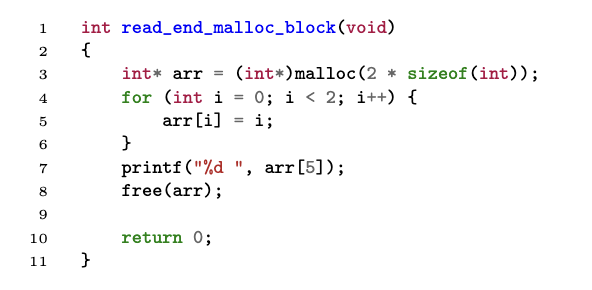 1 int read_end_malloc_block(void)
2 {
3     int* arr = (int*)malloc(2 * sizeof(int));
4     for (int i = 0; i < 2; i++) {
5         arr[i] = i;
6     }
7     printf("%d ", arr[5]);
8     free(arr);
9
10     return 0;
11 }